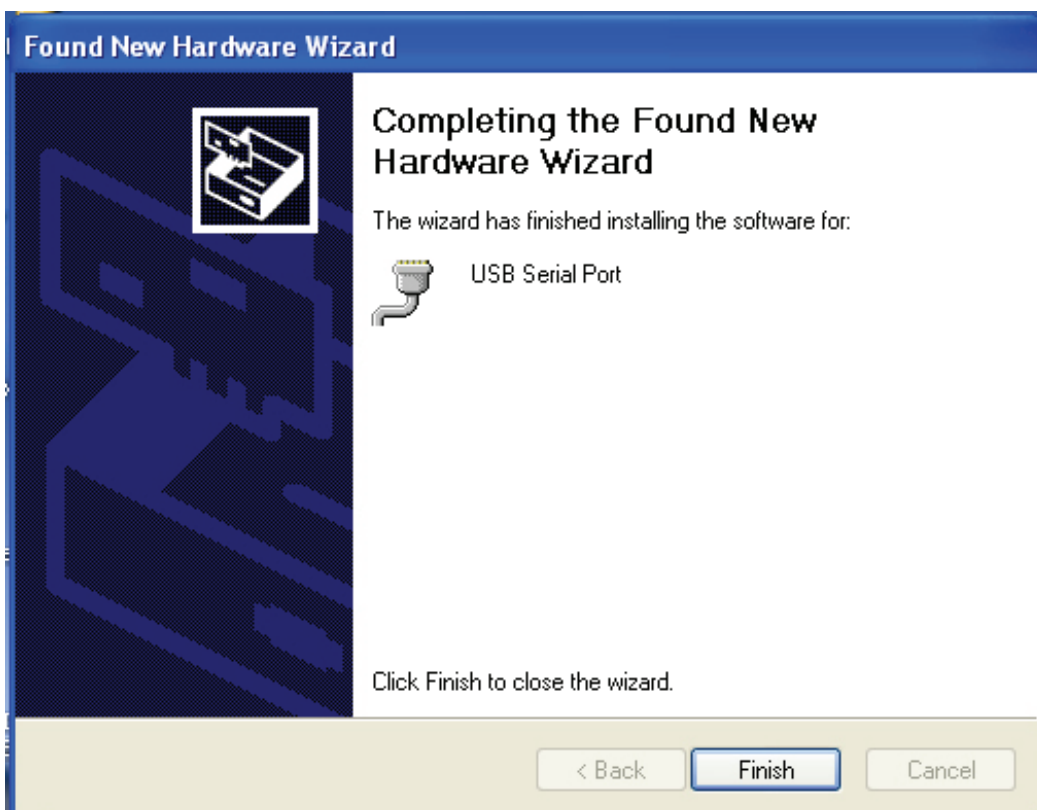 Found New Hardware Wizard
Completing the Found New
Hardware Wizard
The wizard has finished installing the software for:
USB Serial Port
Click Finish to close the wizard.
< Back
Finish
Cancel